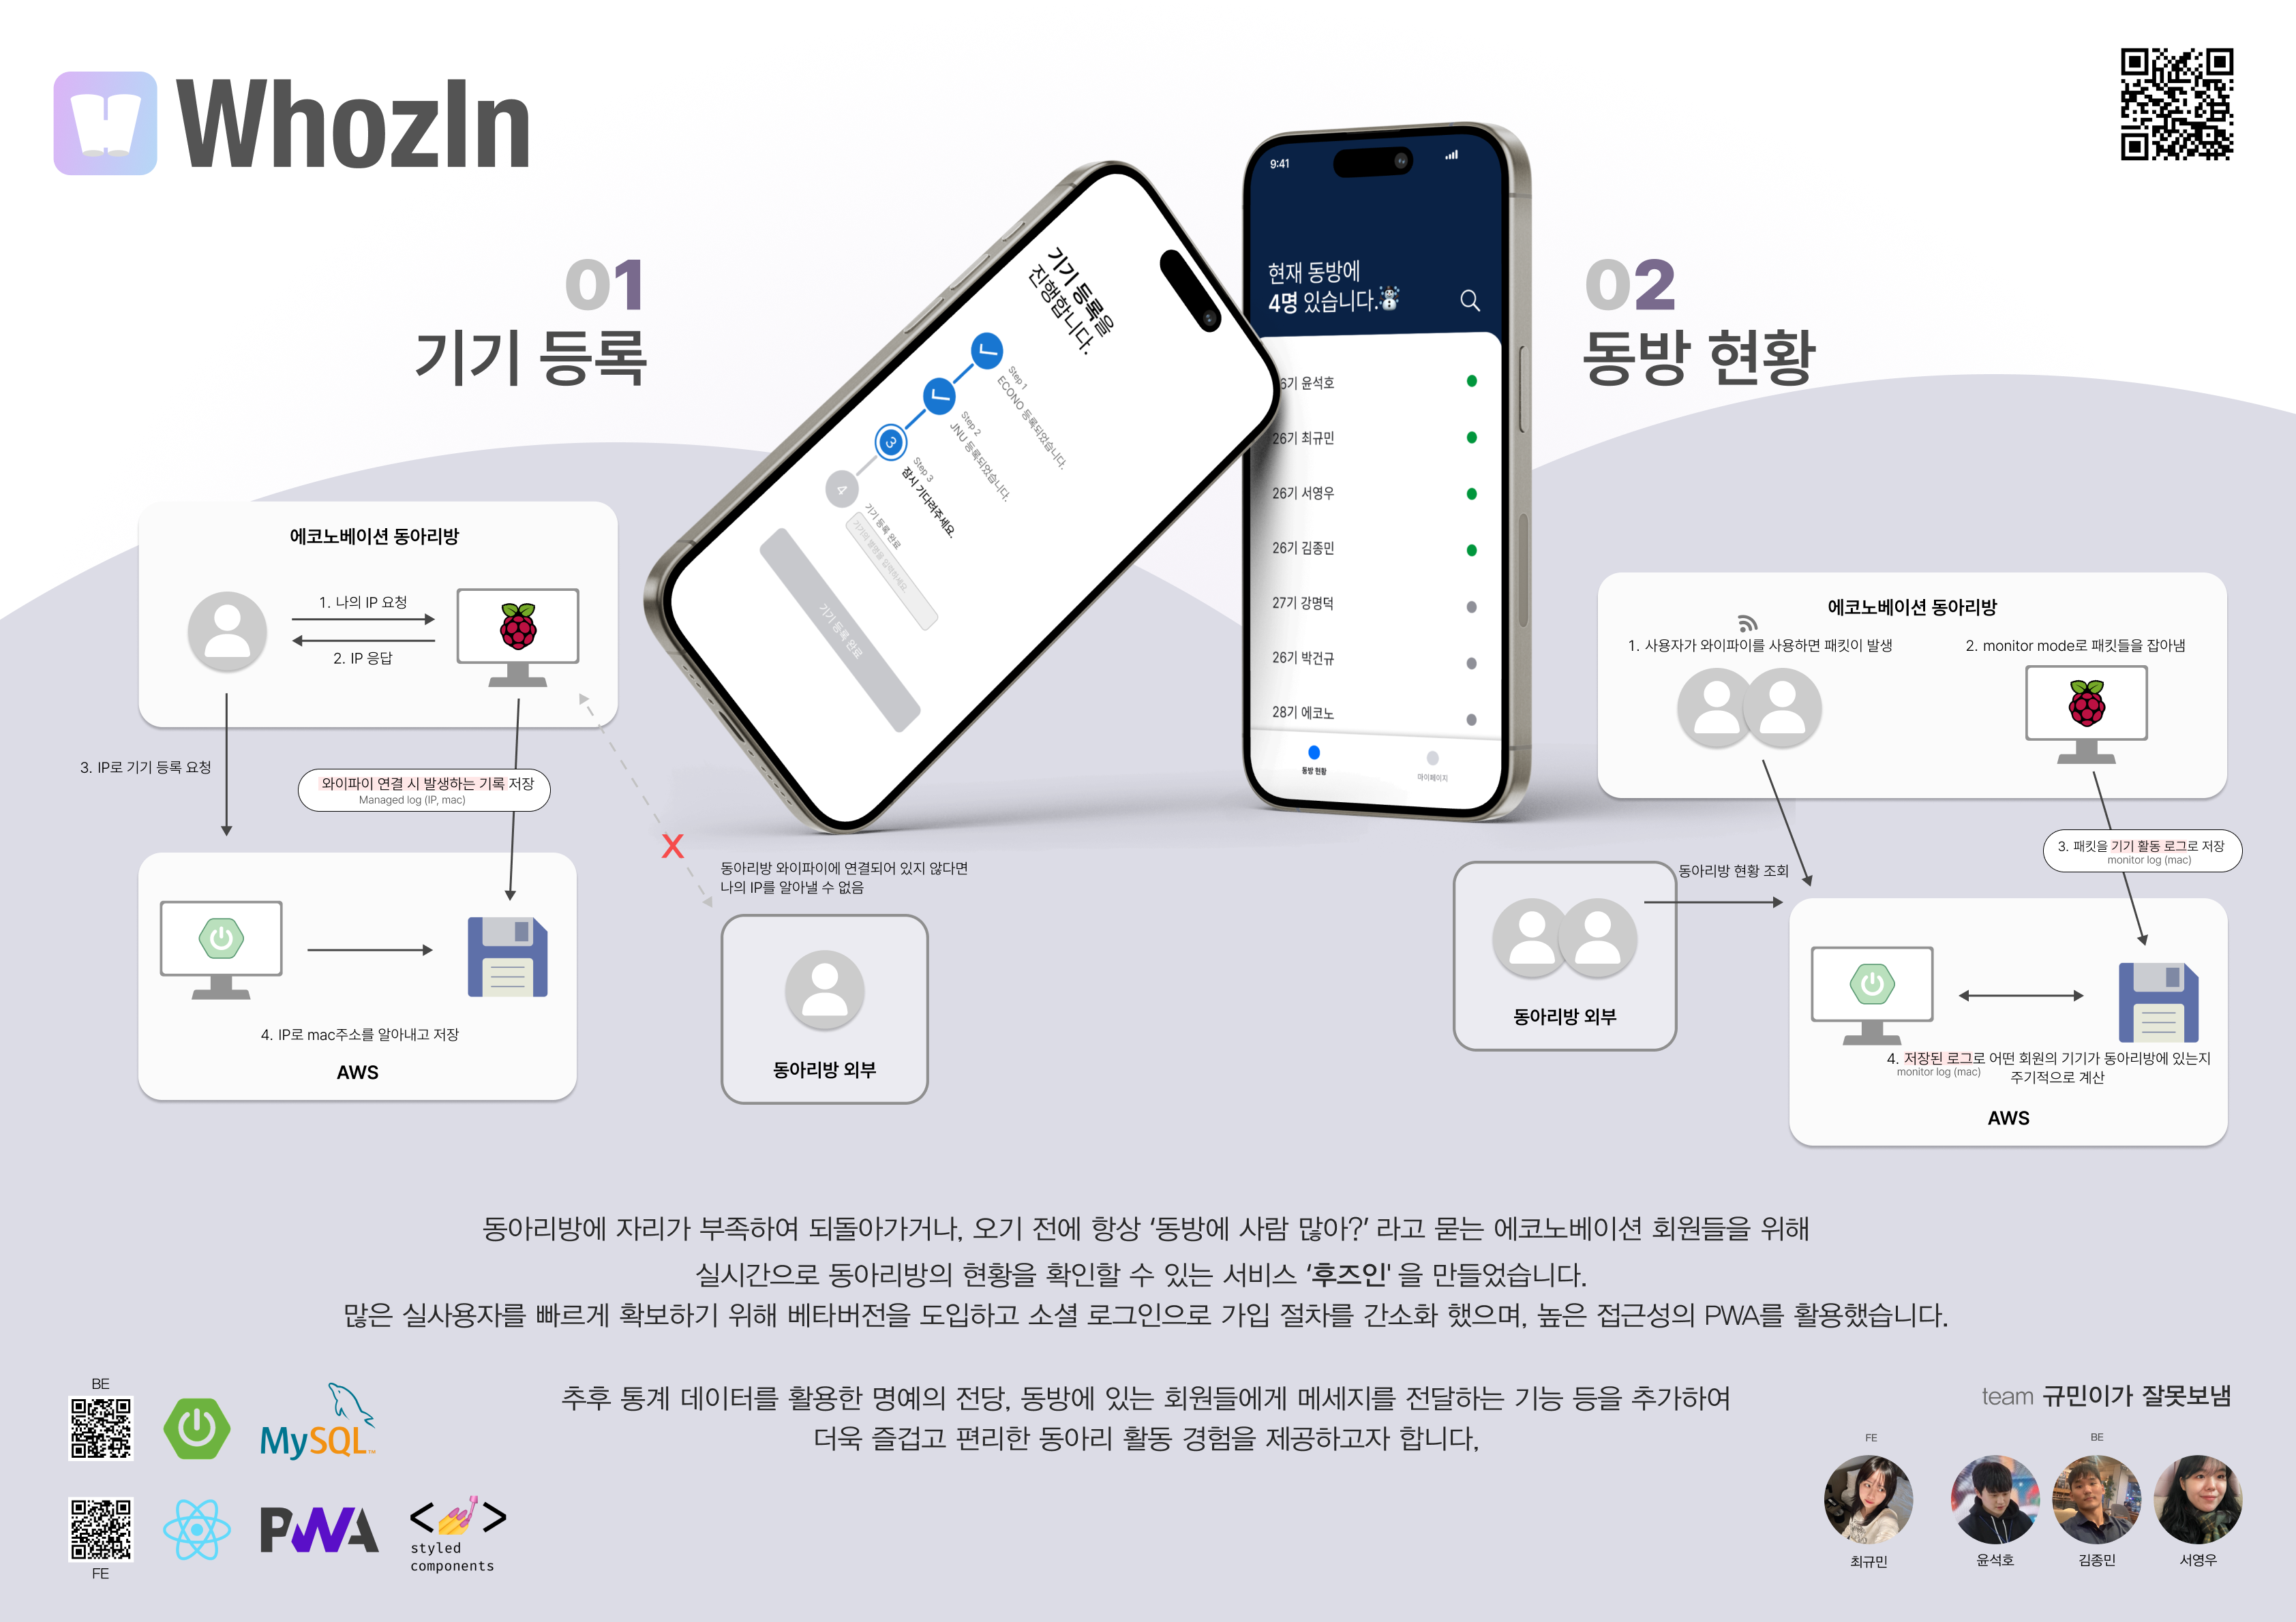 WhozIn
01
기기 등록
기기 등록을
진행합니다.
Step 1
ECONO 등록되었습니다.
Step 2
JNU 등록되었습니다.
3
Step 3
잠시 기다려주세요.
4
기기 등록 완료
기기의 별명을 입력하세요.
기기 등록 완료
9:41
현재 동방에
4명 있습니다.
6기 윤석호
26기 최규민
26기 서영우
26기 김종민
27기 강명덕
26기 박건규
28기 에코노
동방 현황
마이페이지
02
동방 현황
에코노베이션 동아리방
1. 나의 IP 요청
2. IP 응답
3. IP로 기기 등록 요청
와이파이 연결 시 발생하는 기록 저장
Managed log (IP, mac)
4. IP로 mac주소를 알아내고 저장
AWS
X
동아리방 와이파이에 연결되어 있지 않다면
나의 IP를 알아낼 수 없음
동아리방 외부
에코노베이션 동아리방
1. 사용자가 와이파이를 사용하면 패킷이 발생
2. monitor mode로 패킷들을 잡아냄
3. 패킷을 기기 활동 로그로 저장
monitor log (mac)
동아리방 현황 조회
동아리방 외부
4. 저장된 로그로 어떤 회원의 기기가 동아리방에 있는지
monitor log (mac)
주기적으로 계산
AWS
동아리방에 자리가 부족하여 되돌아가거나, 오기 전에 항상 ‘동방에 사람 많아?’ 라고 묻는 에코노베이션 회원들을 위해
실시간으로 동아리방의 현황을 확인할 수 있는 서비스 ‘후즈인' 을 만들었습니다.
많은 실사용자를 빠르게 확보하기 위해 베타버전을 도입하고 소셜 로그인으로 가입 절차를 간소화 했으며, 높은 접근성의 PWA를 활용했습니다.
추후 통계 데이터를 활용한 명예의 전당, 동방에 있는 회원들에게 메세지를 전달하는 기능 등을 추가하여
더욱 즐겁고 편리한 동아리 활동 경험을 제공하고자 합니다,
BE
MySQL™
FE
PWA
< >
styled
components
team 규민이가 잘못보냄
FE
BE
최규민
윤석호
김종민
서영우